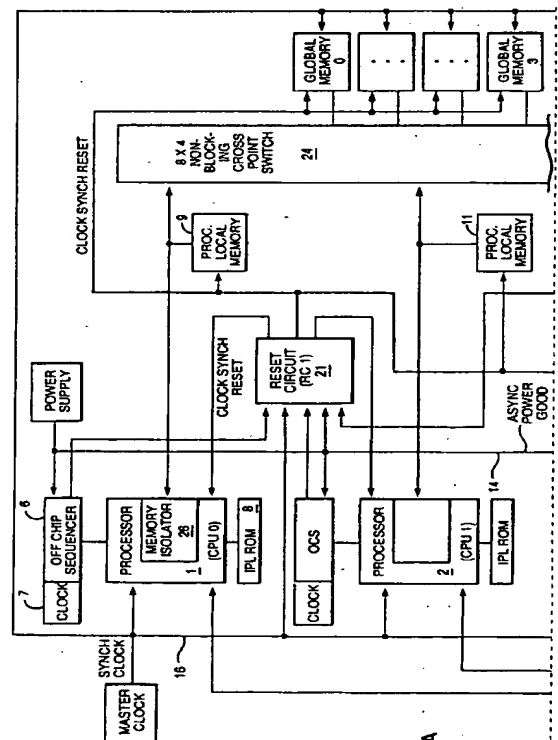 CLOCK SYNCH RESET
GLOBAL
MEMORY
0
. . .
. . .
GLOBAL
MEMORY
3
8 X 4
NON-
BLOCK-
ING
CROSS
POINT
SWITCH
24
9
PROC.
LOCAL
MEMORY
11
PROC.
LOCAL
MEMORY
POWER
SUPPLY
CLOCK SYNCH
RESET
RESET
CIRCUIT
(RC 1)
21
ASYNC
POWER
GOOD
14
6
7
CLOCK
OFF CHIP
SEQUENCER
PROCESSOR
MEMORY
ISOLATOR
26
1
(CPU 0)
IPL ROM 8
CLOCK
OCS
PROCESSOR
2
(CPU 1)
IPL ROM
SYNCH
CLOCK
16
MASTER
CLOCK
A